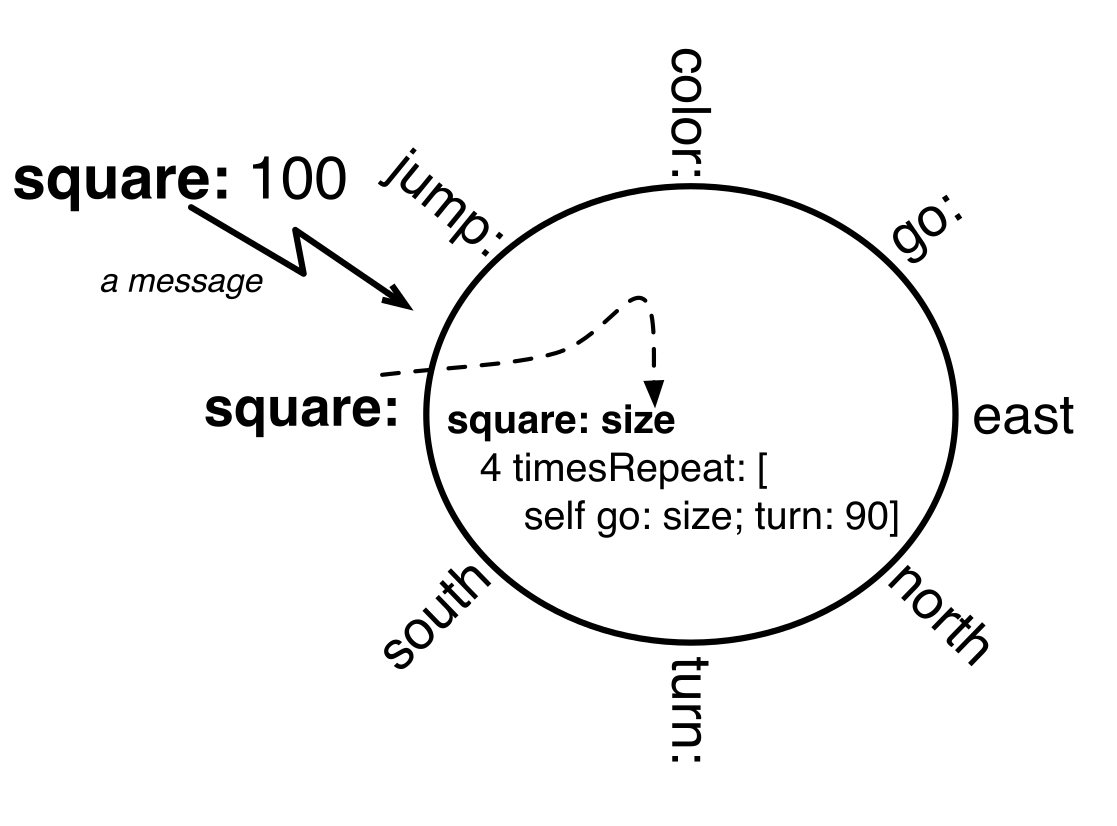 color:
square: 100
jump:
go:
a message
square:
square: size
4 timesRepeat: [
self go: size; turn: 90]
east
south
north
turn: